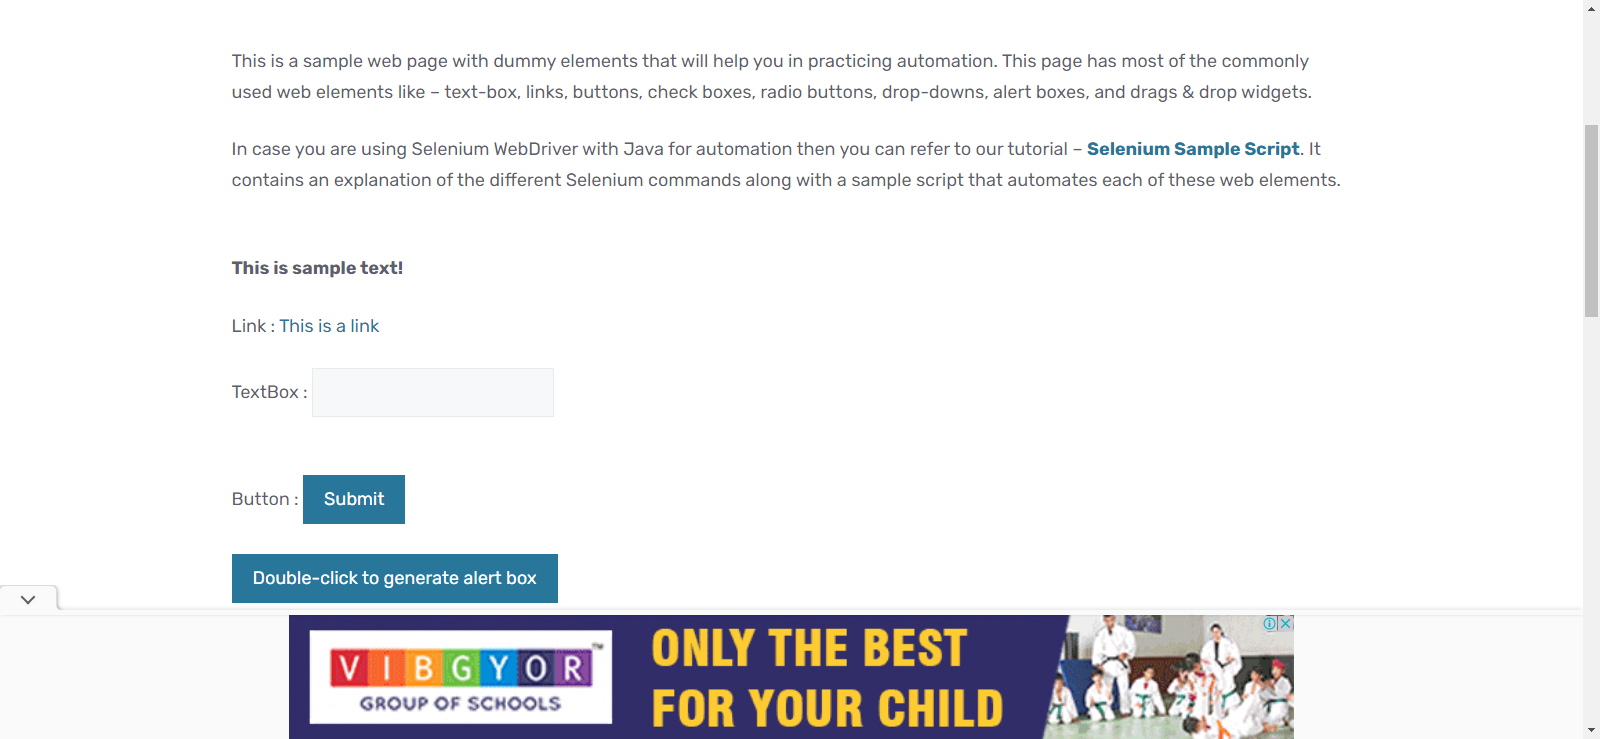 This is a sample web page with dummy elements that will help you in practicing automation. This page has most of the commonly
used web elements like – text-box, links, buttons, check boxes, radio buttons, drop-downs, alert boxes, and drags & drop widgets.
In case you are using Selenium WebDriver with Java for automation then you can refer to our tutorial – Selenium Sample Script. It
contains an explanation of the different Selenium commands along with a sample script that automates each of these web elements.
This is sample text!
Link : This is a link
TextBox :
Button : Submit
Double-click to generate alert box
VIBGYOR™
GROUP OF SCHOOLS
ONLY THE BEST
FOR YOUR CHILD